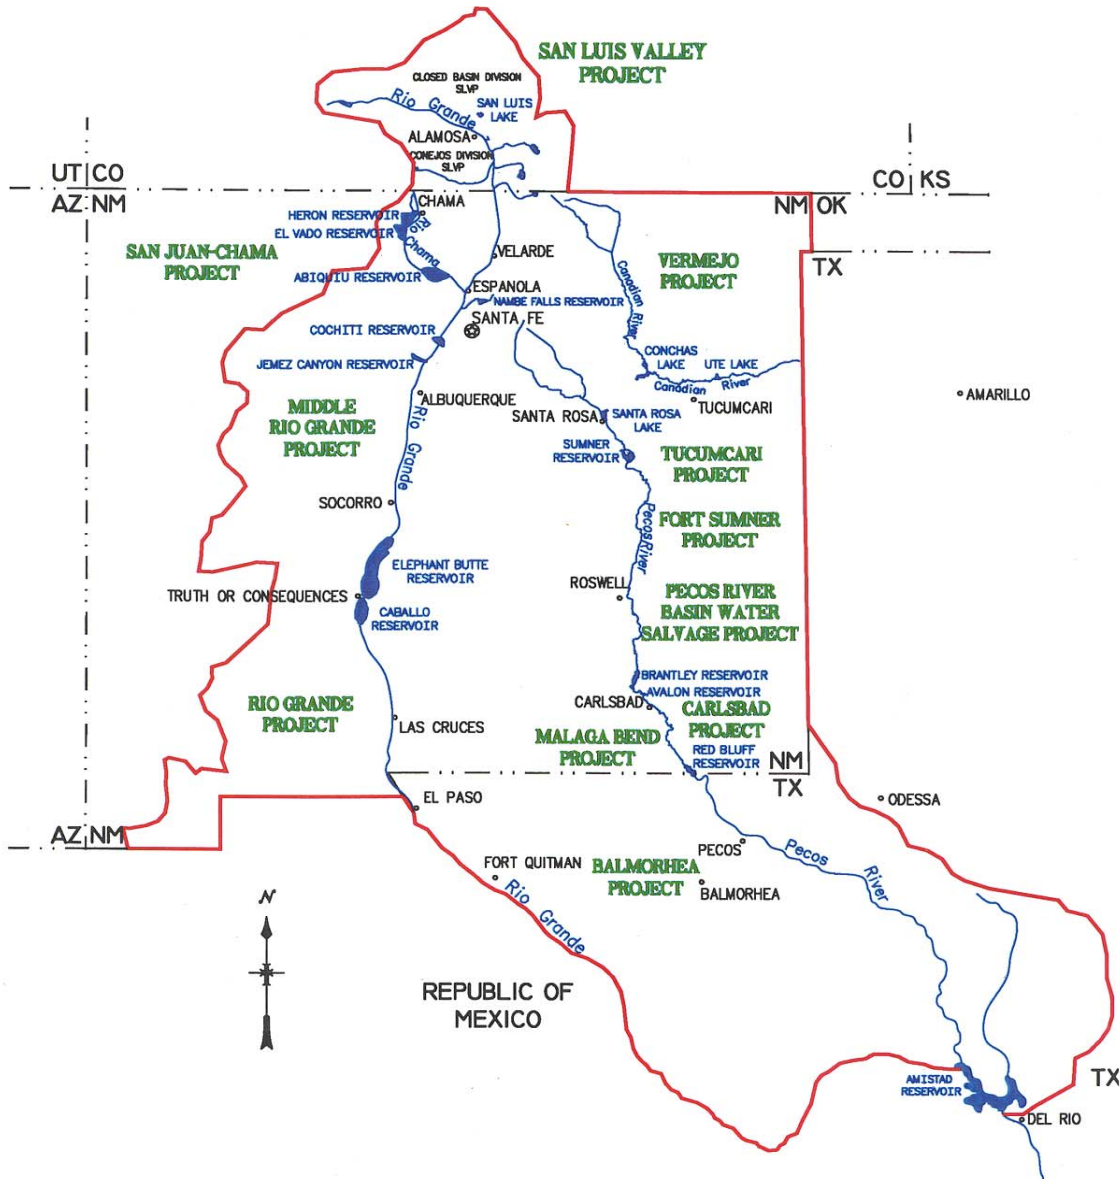 SAN LUIS VALLEY
PROJECT
CLOSED BASIN DIVISION
SLVP
Rio Grande
SAN LUIS
LAKE
ALAMOSA
CONEJOS DIVISION
SLVP
UT CO
CO KS
AZ NM
NM OK
CHAMA
HERON RESERVOIR
EL VADO RESERVOIR
Rio Chama
SAN JUAN-CHAMA
PROJECT
VELARDE
VERMEJO
PROJECT
TX
ABIQUIU RESERVOIR
ESPANOLA
NAMBE FALLS RESERVOIR
Canadian River
SANTA FE
COCHITI RESERVOIR
JEMEZ CANYON RESERVOIR
CONCHAS
LAKE
UTE LAKE
Canadian River
ALBUQUERQUE
TUCUMCARI
AMARILLO
MIDDLE
RIO GRANDE
PROJECT
Rio Grande
SANTA ROSA
SANTA ROSA
LAKE
SUMNER
RESERVOIR
TUCUMCARI
PROJECT
SOCORRO
Pecos River
FORT SUMNER
PROJECT
ELEPHANT BUTTE
RESERVOIR
TRUTH OR CONSEQUENCES
CABALLO
RESERVOIR
ROSWELL
PECOS RIVER
BASIN WATER
SALVAGE PROJECT
BRANTLEY RESERVOIR
AVALON RESERVOIR
CARLSBAD
CARLSBAD
PROJECT
RIO GRANDE
PROJECT
LAS CRUCES
MALAGA BEND
PROJECT
RED BLUFF
RESERVOIR
NM
TX
EL PASO
ODESSA
AZ NM
PECOS
Pecos River
FORT QUITMAN
BALMORHEA
PROJECT
BALMORHEA
Rio Grande
N
REPUBLIC OF
MEXICO
AMISTAD
RESERVOIR
TX
DEL RIO